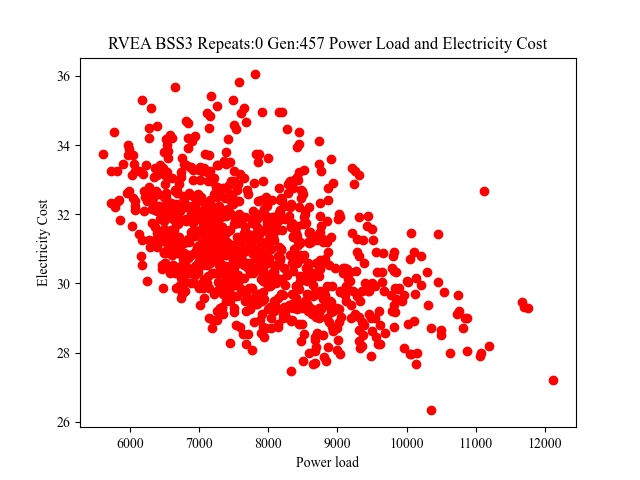 RVEA BSS3 Repeats:0 Gen:457 Power Load and Electricity Cost
36
34
32
30
28
26
Electricity Cost
6000 7000 8000 9000 10000 11000 12000
Power load